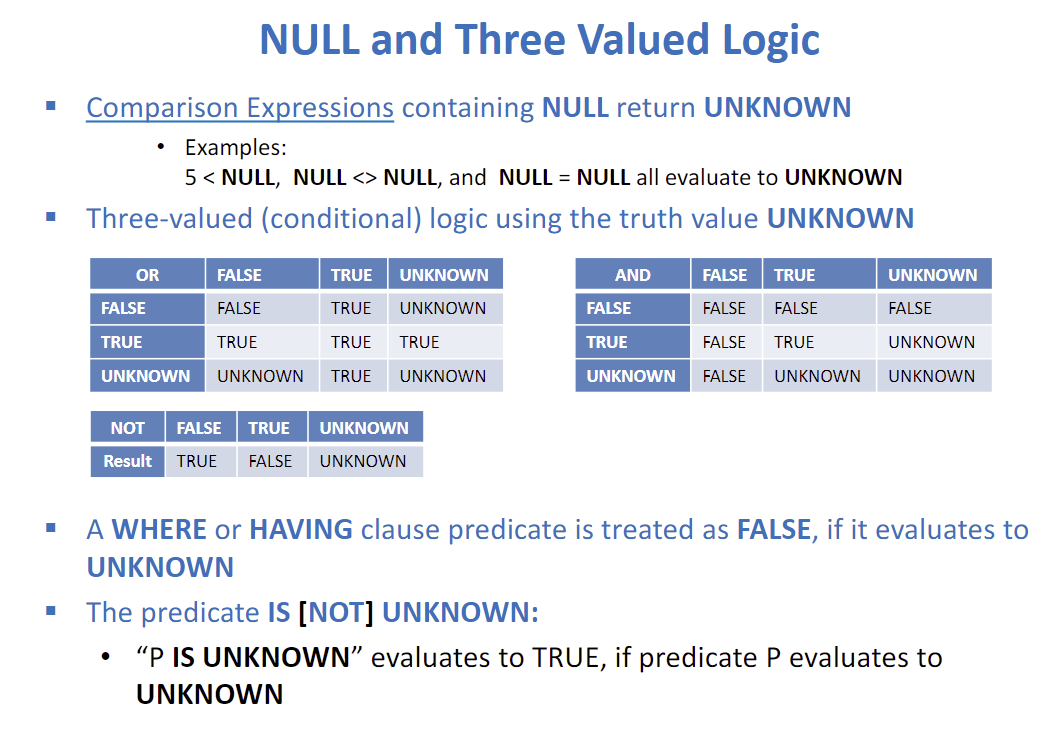 NULL and Three Valued Logic
▪ Comparison Expressions containing NULL return UNKNOWN
• Examples:
5 < NULL, NULL <> NULL, and NULL = NULL all evaluate to UNKNOWN
▪ Three-valued (conditional) logic using the truth value UNKNOWN
OR FALSE TRUE UNKNOWN
FALSE FALSE TRUE UNKNOWN
TRUE TRUE TRUE TRUE
UNKNOWN UNKNOWN TRUE UNKNOWN
AND FALSE TRUE UNKNOWN
FALSE FALSE FALSE FALSE
TRUE FALSE TRUE UNKNOWN
UNKNOWN FALSE UNKNOWN UNKNOWN
NOT FALSE TRUE UNKNOWN
Result TRUE FALSE UNKNOWN
▪ A WHERE or HAVING clause predicate is treated as FALSE, if it evaluates to
UNKNOWN
▪ The predicate IS [NOT] UNKNOWN:
• “P IS UNKNOWN” evaluates to TRUE, if predicate P evaluates to
UNKNOWN